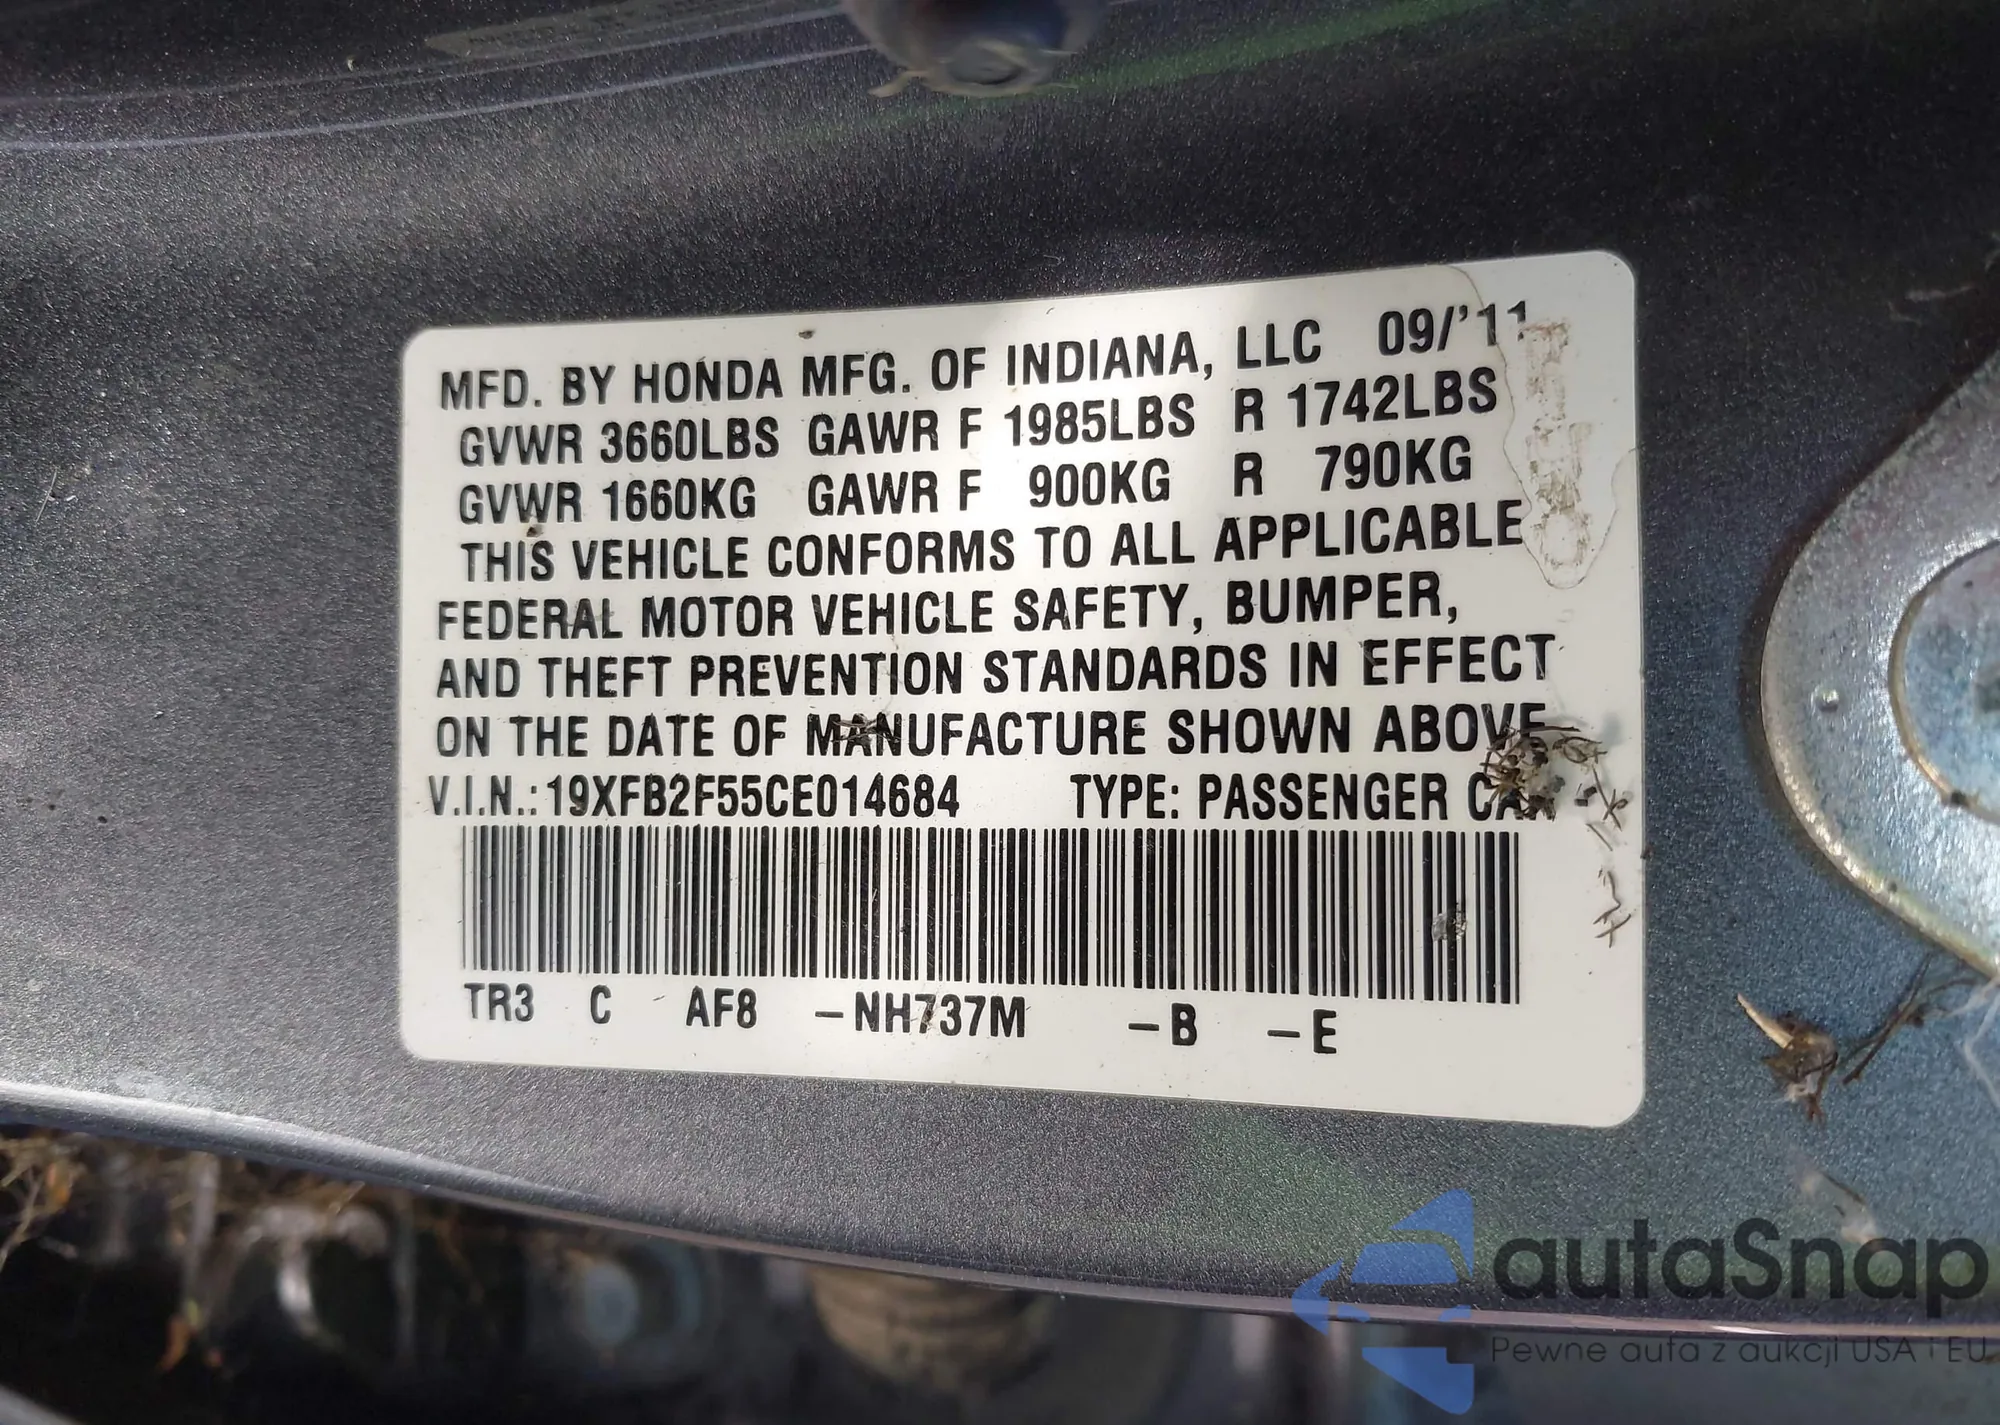 MFD. BY HONDA MFG. OF INDIANA, LLC 09/'11
GVWR 3660LBS GAWR F 1985LBS R 1742LBS
GVWR 1660KG GAWR F 900KG R 790KG
THIS VEHICLE CONFORMS TO ALL APPLICABLE
FEDERAL MOTOR VEHICLE SAFETY, BUMPER,
AND THEFT PREVENTION STANDARDS IN EFFECT
ON THE DATE OF MANUFACTURE SHOWN ABOVE
V.I.N.: 19XFB2F55CE014684 TYPE: PASSENGER CAR
TR3 C AF8 –NH737M –B –E
autaSnap
Pewne auta z aukcji USA i EU